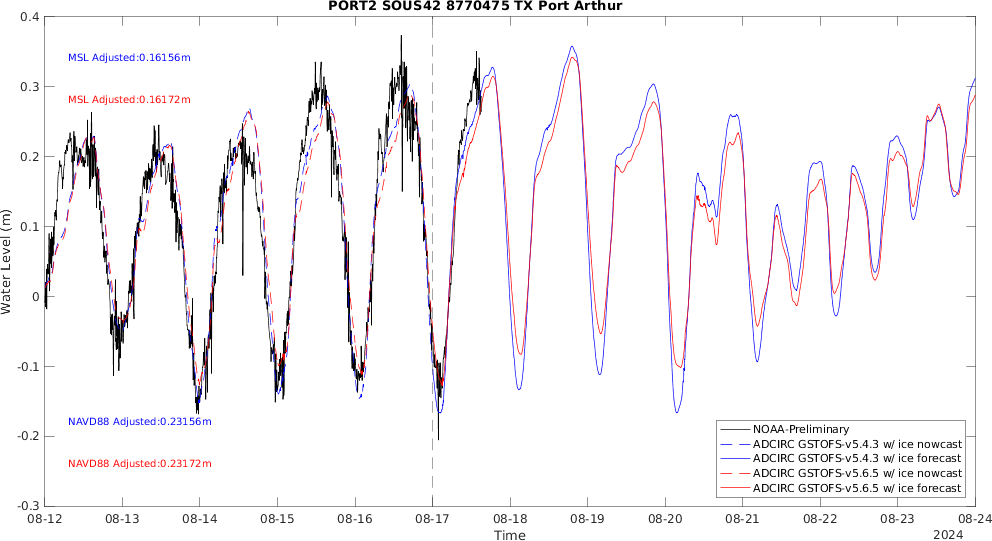 PORT2 SOUS42 8770475 TX Port Arthur
0.4
0.3
0.2
0.1
0
-0.1
-0.2
-0.3
Water Level (m)
MSL Adjusted:0.16156m
MSL Adjusted:0.16172m
NAVD88 Adjusted:0.23156m
NAVD88 Adjusted:0.23172m
NOAA-Preliminary
ADCIRC GSTOFS-v5.4.3 w/ ice nowcast
ADCIRC GSTOFS-v5.4.3 w/ ice forecast
ADCIRC GSTOFS-v5.6.5 w/ ice nowcast
ADCIRC GSTOFS-v5.6.5 w/ ice forecast
08-12 08-13 08-14 08-15 08-16 08-17 08-18 08-19 08-20 08-21 08-22 08-23 08-24
Time
2024